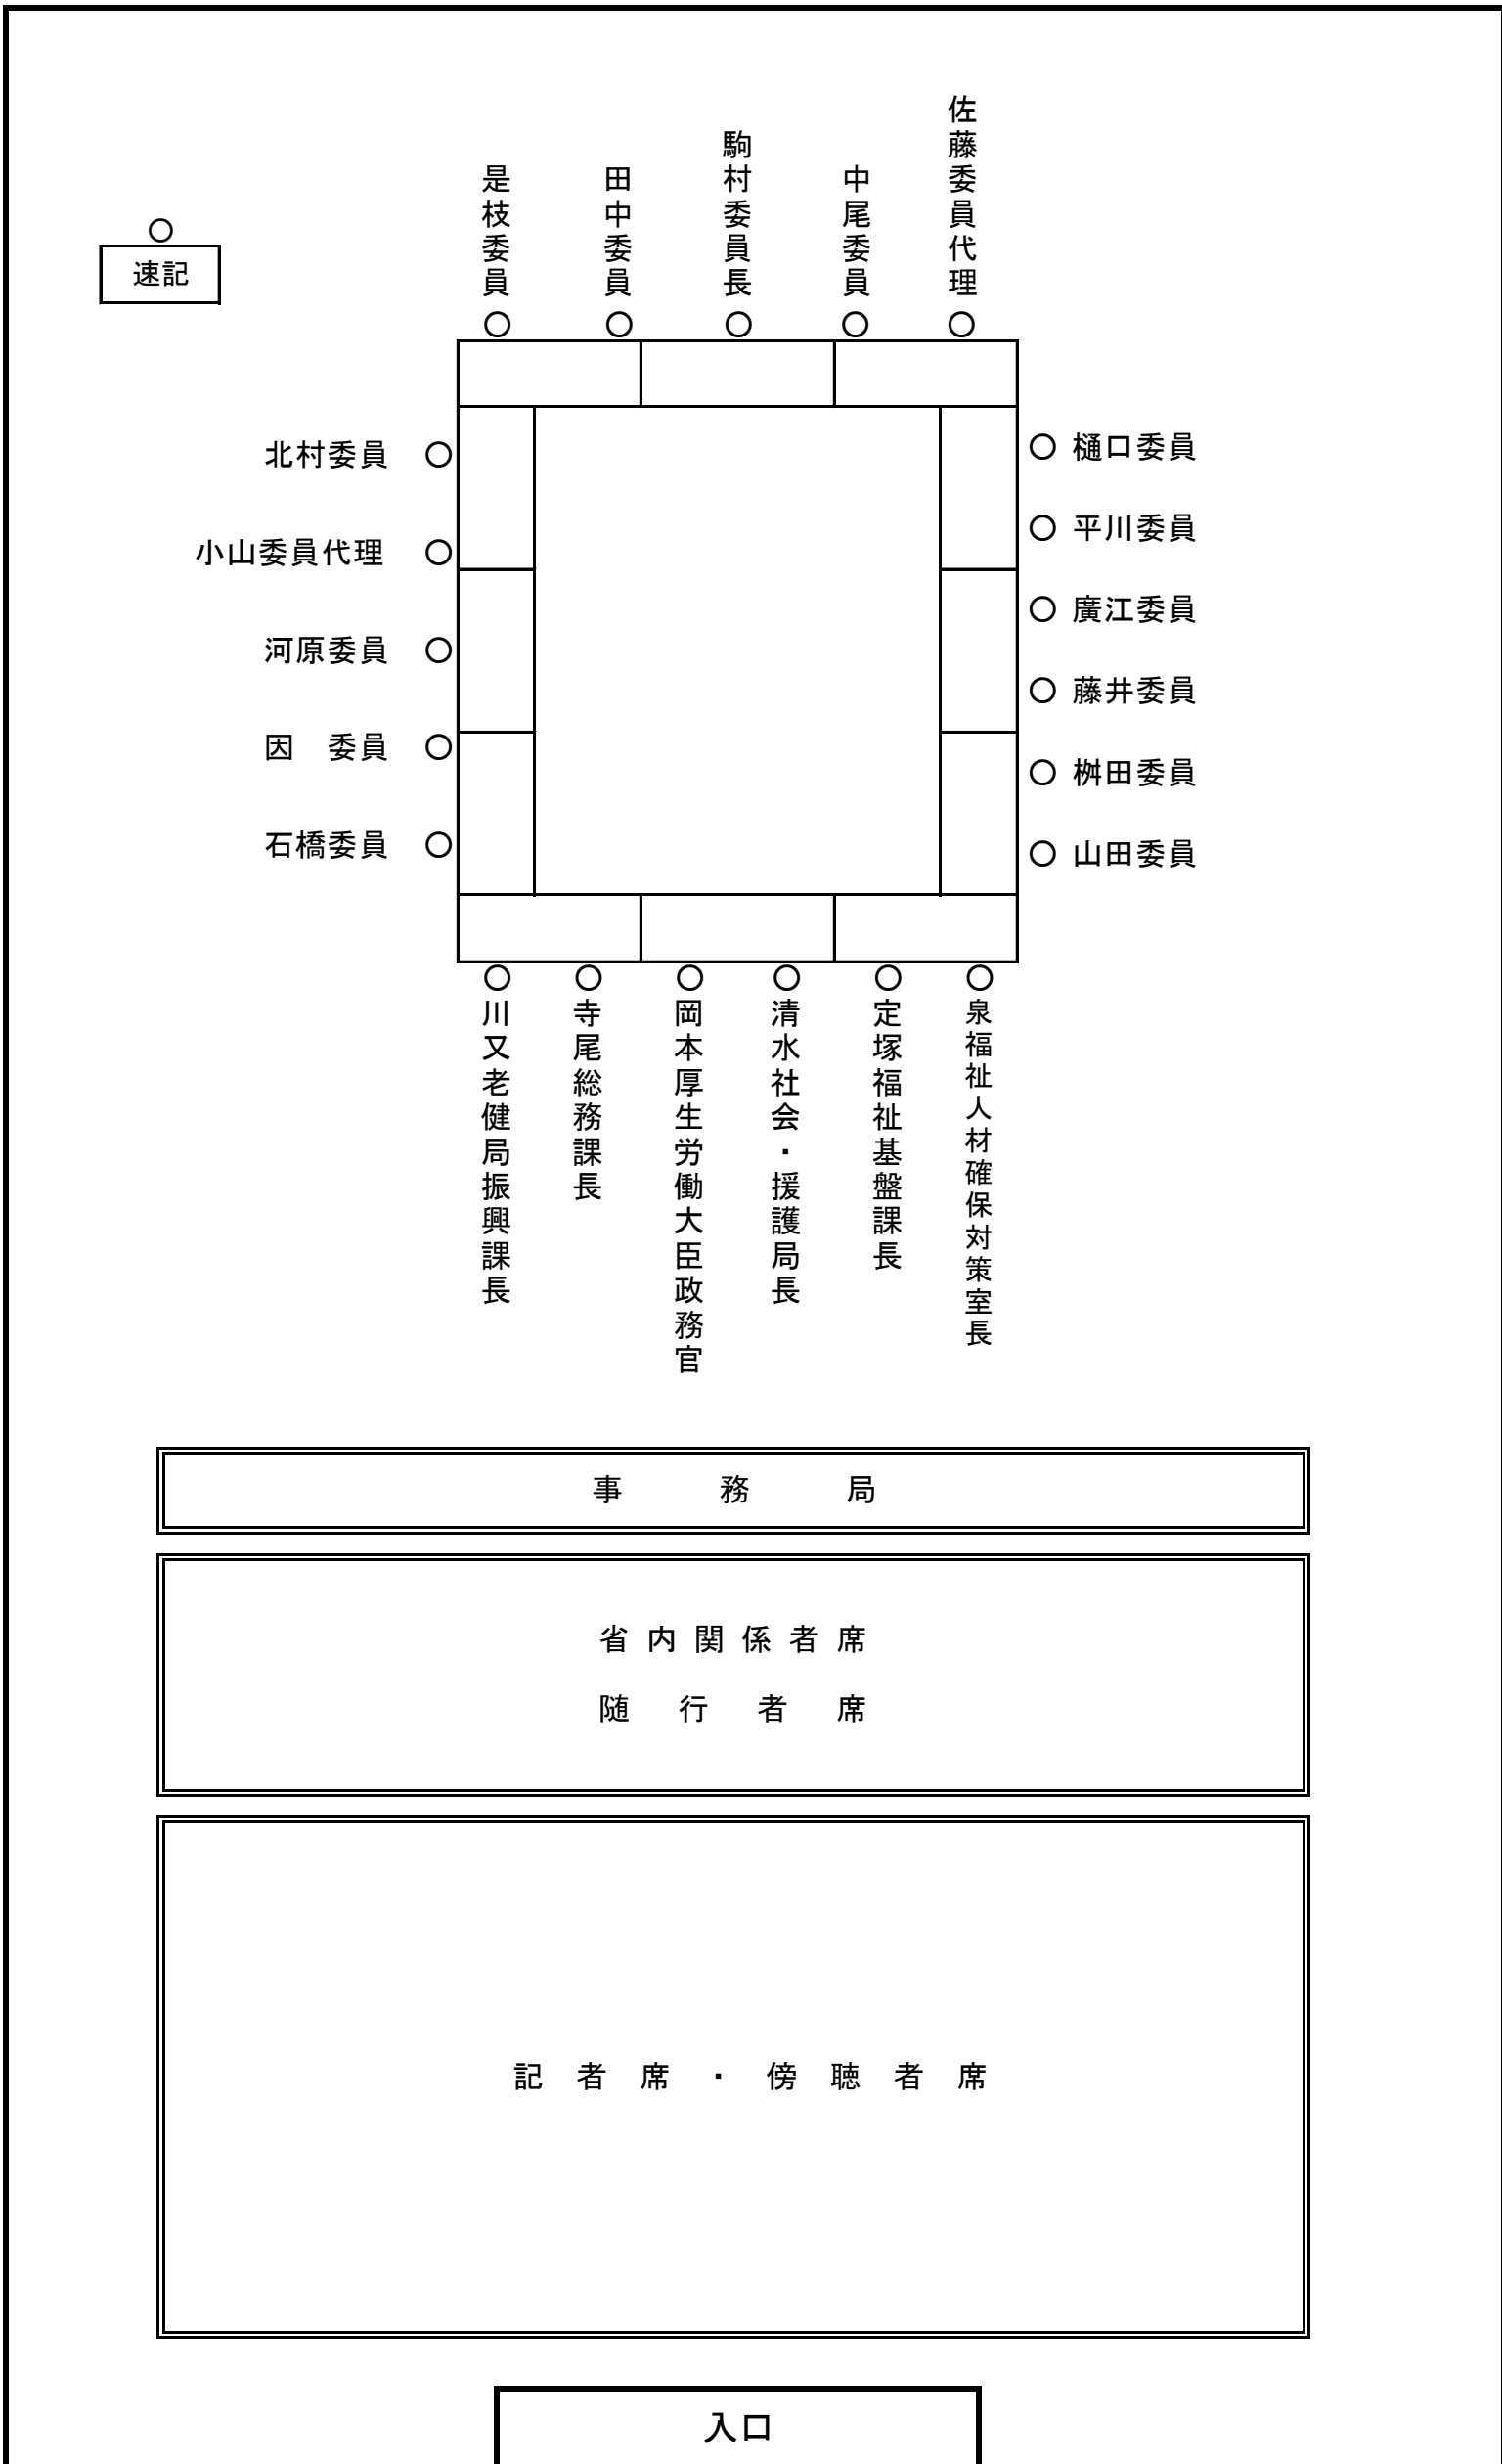 佐藤委員代理
中尾委員
駒村委員長
田中委員
是枝委員
速記
北村委員
小山委員代理
河原委員
因　委員
石橋委員
樋口委員
平川委員
廣江委員
藤井委員
桝田委員
山田委員
泉福祉人材確保対策室長
定塚福祉基盤課長
清水社会・援護局長
岡本厚生労働大臣政務官
寺尾総務課長
川又老健局振興課長
事務局
省内関係者席
随行者席
記者席・傍聴者席
入口